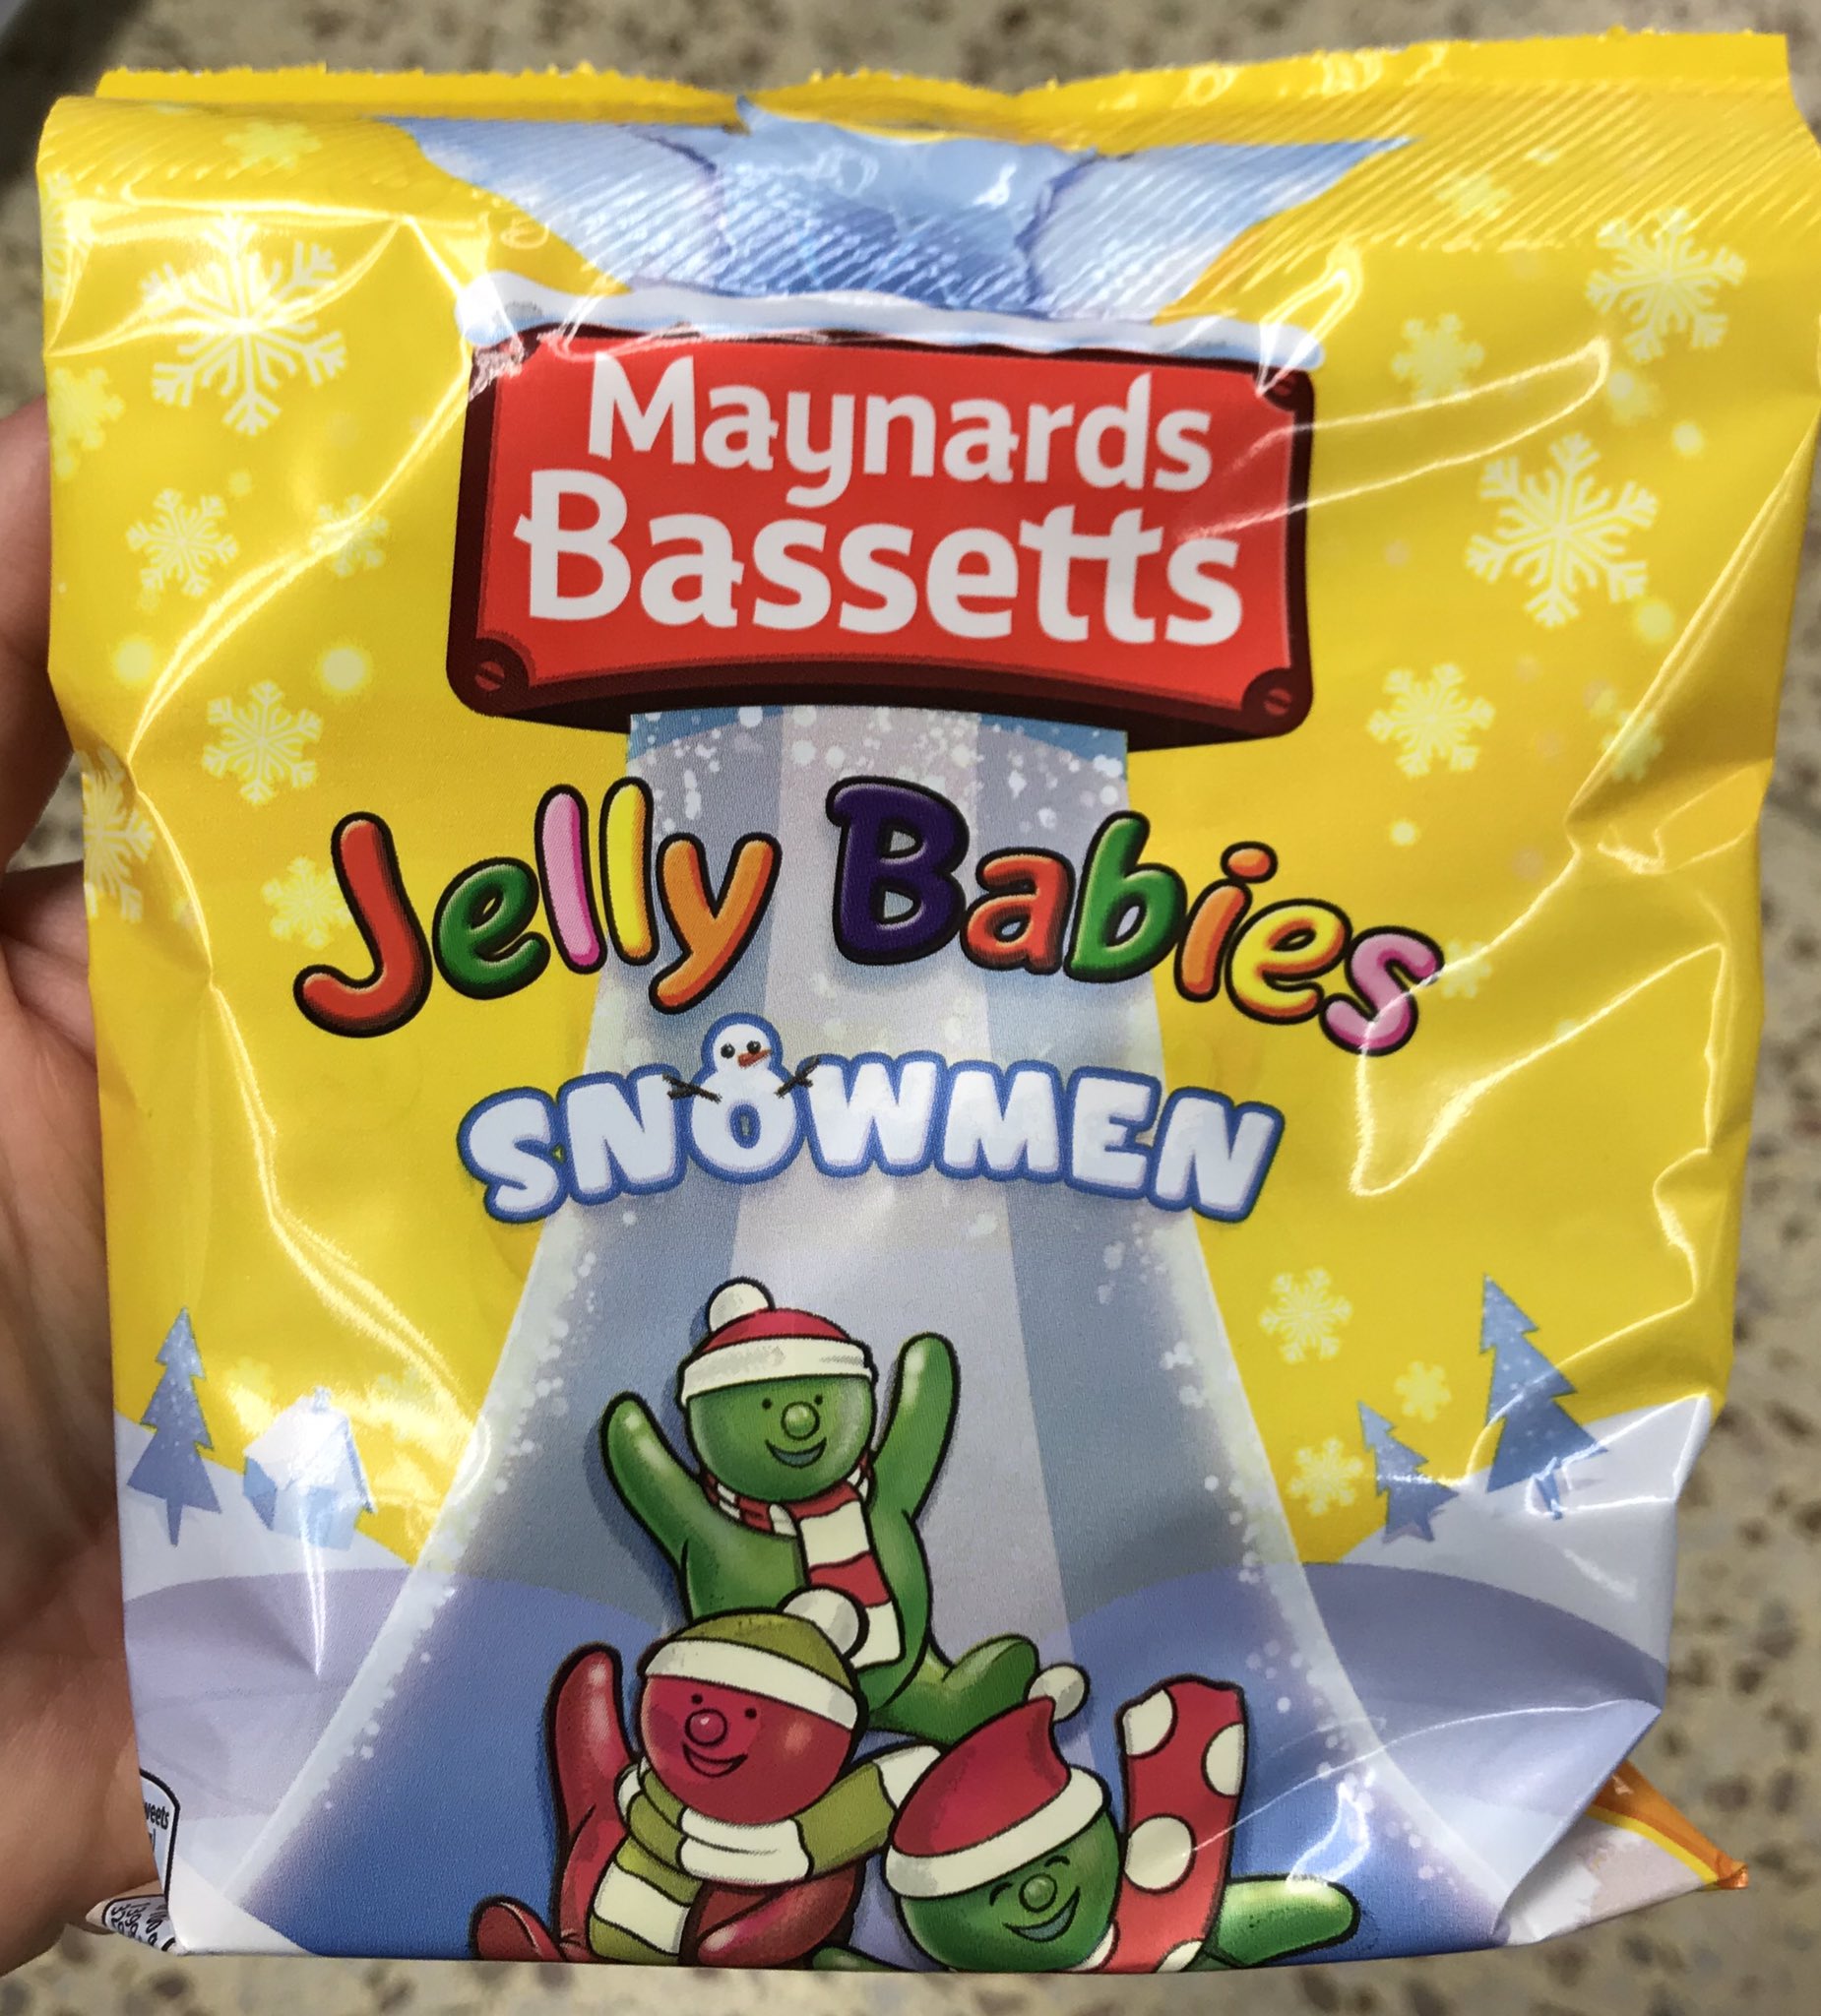 Maynards
Bassetts
Jelly Babies
SNOWMEN